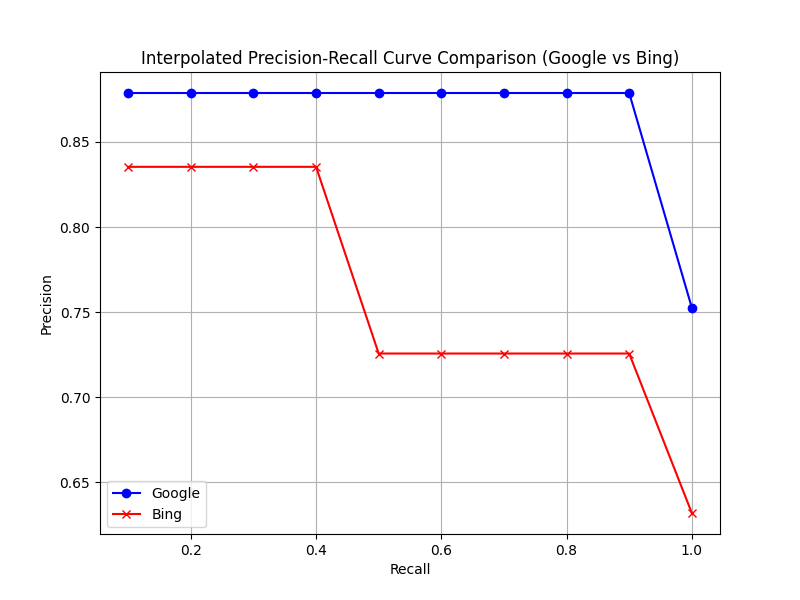 Interpolated Precision-Recall Curve Comparison (Google vs Bing)
Precision
0.85
0.80
0.75
0.70
0.65
Google
Bing
0.2 0.4 0.6 0.8 1.0
Recall